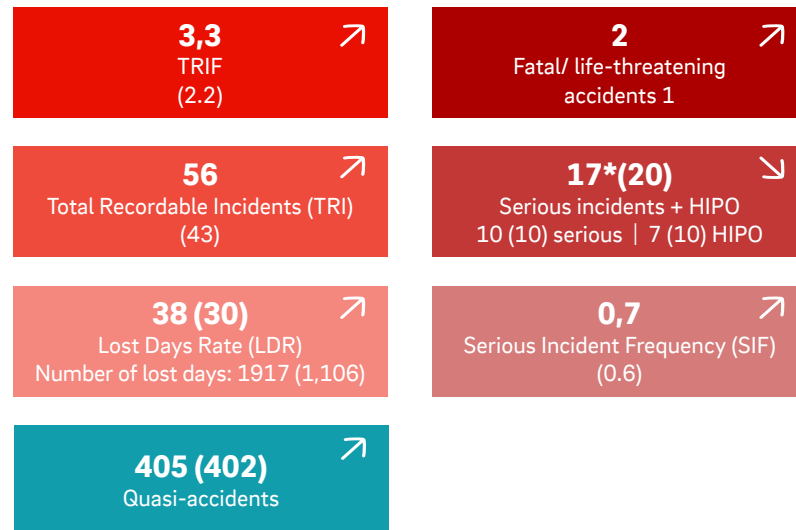 3,3
TRIF
(2.2)
2
Fatal/ life-threatening
accidents 1
56
Total Recordable Incidents (TRI)
(43)
17*(20)
Serious incidents + HIPO
10 (10) serious | 7 (10) HIPO
38 (30)
Lost Days Rate (LDR)
Number of lost days: 1917 (1,106)
0,7
Serious Incident Frequency (SIF)
(0.6)
405 (402)
Quasi-accidents